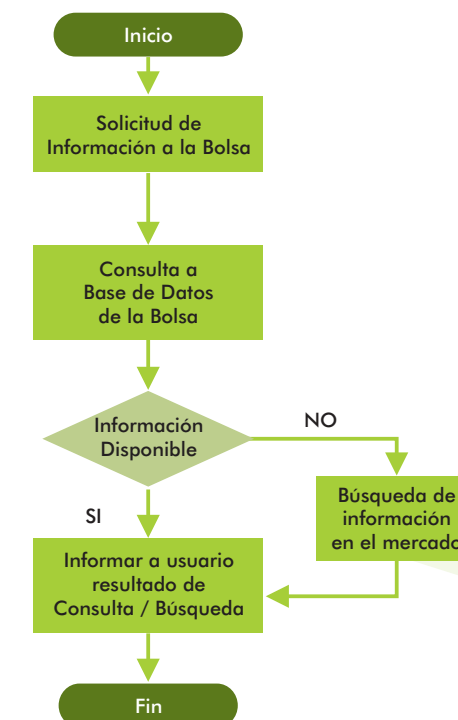 Inicio
Solicitud de
Información a la Bolsa
Consulta a
Base de Datos
de la Bolsa
Información
Disponible
NO
SI
Búsqueda de
información
en el mercado
Informar a usuario
resultado de
Consulta / Búsqueda
Fin